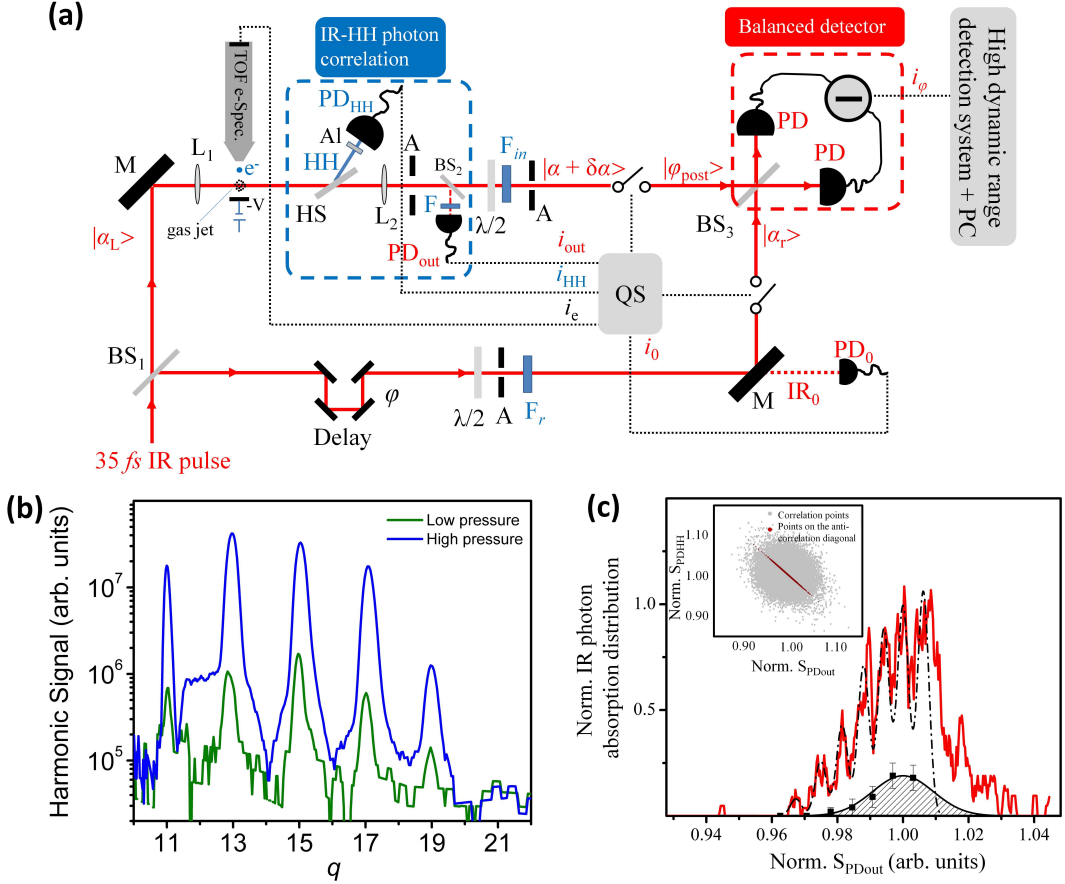 (a)
IR-HH photon
correlation
Balanced detector
High dynamic range
detection system + PC
TOF e-Spec.
PD_HH
i_φ
PD
L_1
M
e-
Al
HH
A
BS_2
F_in
|α + δα>
|φ_post>
PD
-V
HS
L_2
F
λ/2
A
BS_3
gas jet
|α_L>
PD_out
i_out
|α_r>
i_HH
QS
i_e
BS_1
i_0
PD_0
φ
M
IR_0
λ/2
A
F_r
Delay
35 fs IR pulse
(b)
Harmonic Signal (arb. units)
Low pressure
High pressure
10^7
10^6
10^5
11 13 15 17 19 21
q
(c)
Norm. IR photon
absorption distribution
Correlation points
Points on the anti-
correlation diagonal
Norm. S_PDHH
1.10
1.00
0.90
0.90 1.00 1.10
Norm. S_PDout
1.0
0.5
0.94 0.96 0.98 1.00 1.02 1.04
Norm. S_PDout (arb. units)